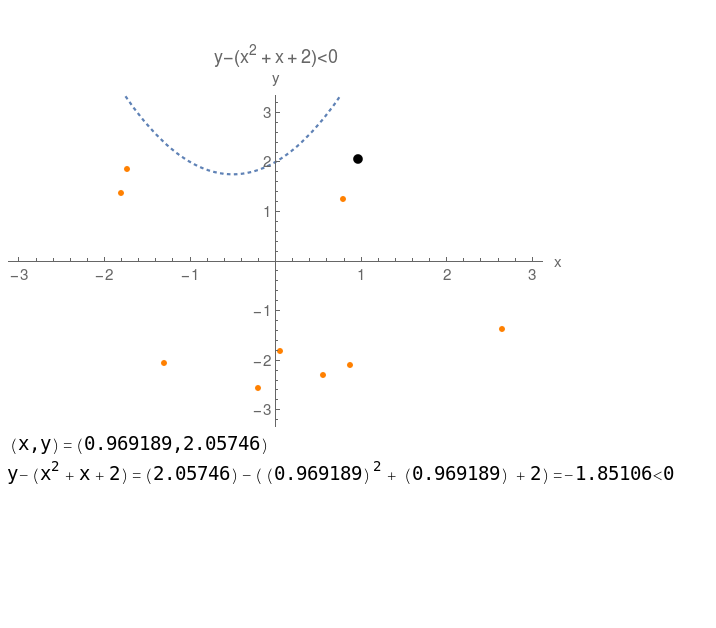 y−(x² + x + 2)<0
y
3
2
1
−3 −2 −1 1 2 3 x
−1
−2
−3
(x,y) = (0.969189,2.05746)
y− (x² + x + 2) = (2.05746) − ( (0.969189)² + (0.969189) + 2) =−1.85106<0